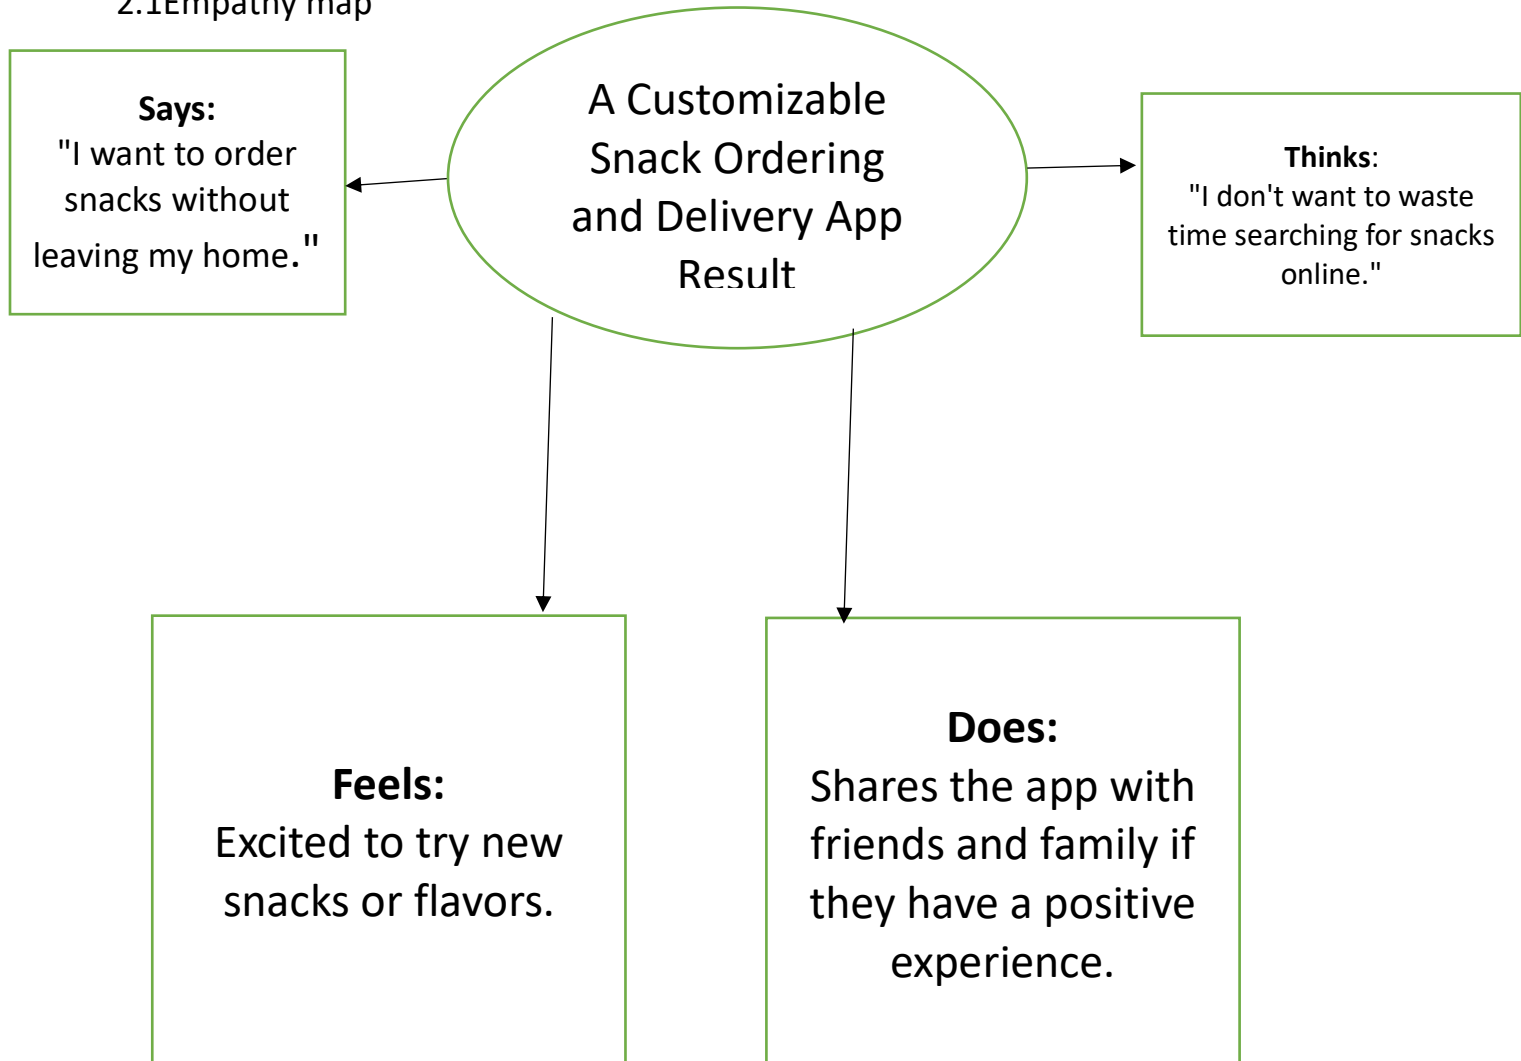 2.1Empathy map
A Customizable
Snack Ordering
and Delivery App
Result
Says:
"I want to order
snacks without
leaving my home."
Thinks:
"I don't want to waste
time searching for snacks
online."
Feels:
Excited to try new
snacks or flavors.
Does:
Shares the app with
friends and family if
they have a positive
experience.